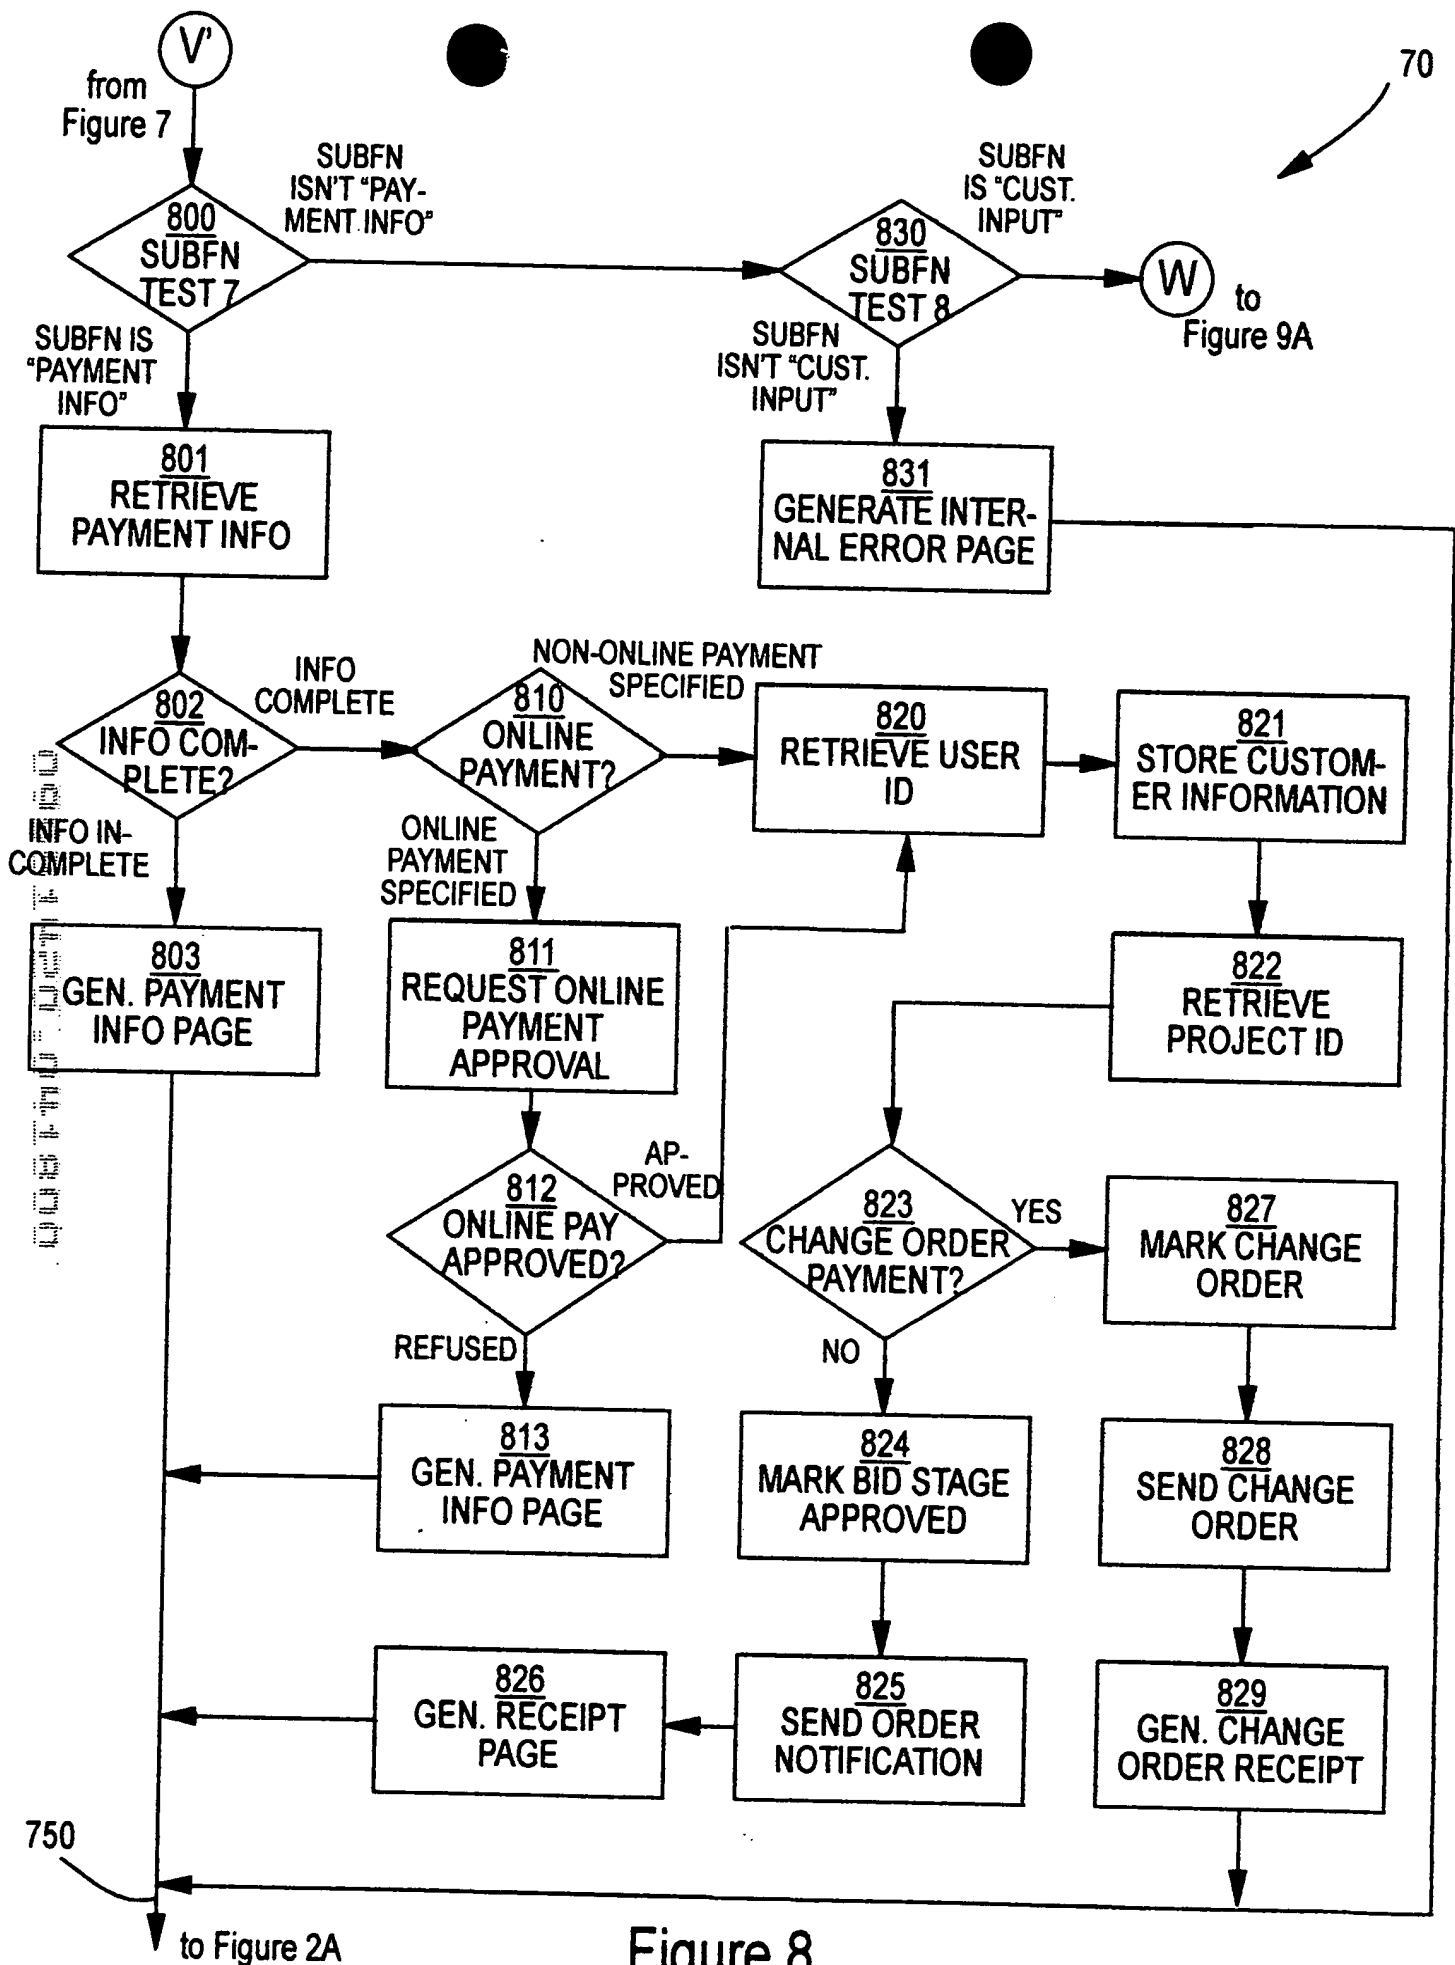 V'
from
Figure 7
70
SUBFN
ISN'T "PAY-
MENT INFO"
SUBFN
IS "CUST.
INPUT"
800
SUBFN
TEST 7
830
SUBFN
TEST 8
W
to
Figure 9A
SUBFN IS
"PAYMENT
INFO"
SUBFN
ISN'T "CUST.
INPUT"
801
RETRIEVE
PAYMENT INFO
831
GENERATE INTER-
NAL ERROR PAGE
INFO
COMPLETE
NON-ONLINE PAYMENT
SPECIFIED
802
INFO COM-
PLETE?
810
ONLINE
PAYMENT?
820
RETRIEVE USER
ID
821
STORE CUSTOM-
ER INFORMATION
INFO IN-
COMPLETE
ONLINE
PAYMENT
SPECIFIED
803
GEN. PAYMENT
INFO PAGE
811
REQUEST ONLINE
PAYMENT
APPROVAL
822
RETRIEVE
PROJECT ID
AP-
PROVED
812
ONLINE PAY
APPROVED?
823
CHANGE ORDER
PAYMENT?
YES
827
MARK CHANGE
ORDER
REFUSED
NO
813
GEN. PAYMENT
INFO PAGE
824
MARK BID STAGE
APPROVED
828
SEND CHANGE
ORDER
826
GEN. RECEIPT
PAGE
825
SEND ORDER
NOTIFICATION
829
GEN. CHANGE
ORDER RECEIPT
750
to Figure 2A
Figure 8